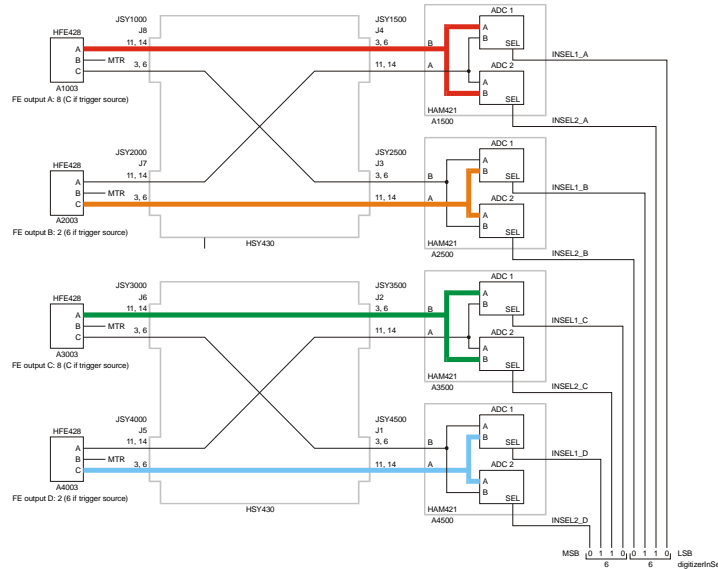 JSY1000 JSY1500 ADC 1
HFE428 J8 J4
A 11, 14 3, 6 B A INSEL1_A
B MTR B SEL
C 3, 6 11, 14 A ADC 2
A1003 A
FE output A: 8 (C if trigger source) B SEL
HAM421 INSEL2_A
A1500
JSY2000 JSY2500 ADC 1
HFE428 J7 J3
A 11, 14 3, 6 B A
B MTR B SEL INSEL1_B
C 3, 6 11, 14 A ADC 2
A2003 A
FE output B: 2 (6 if trigger source) B SEL
HSY430 HAM421 INSEL2_B
A2500
JSY3000 JSY3500 ADC 1
HFE428 J6 J2
A 11, 14 3, 6 B A
B MTR B SEL INSEL1_C
C 3, 6 11, 14 A ADC 2
A3003 A
FE output C: 8 (C if trigger source) B SEL
HAM421 INSEL2_C
A3500
JSY4000 JSY4500 ADC 1
HFE428 J5 J1
A 11, 14 3, 6 B A
B MTR B SEL INSEL1_D
C 3, 6 11, 14 A ADC 2
A4003 A
FE output D: 2 (6 if trigger source) B SEL
HSY430 HAM421 INSEL2_D
A4500
MSB 0 1 1 0 0 1 1 0 LSB
6 6 digitizerInSe